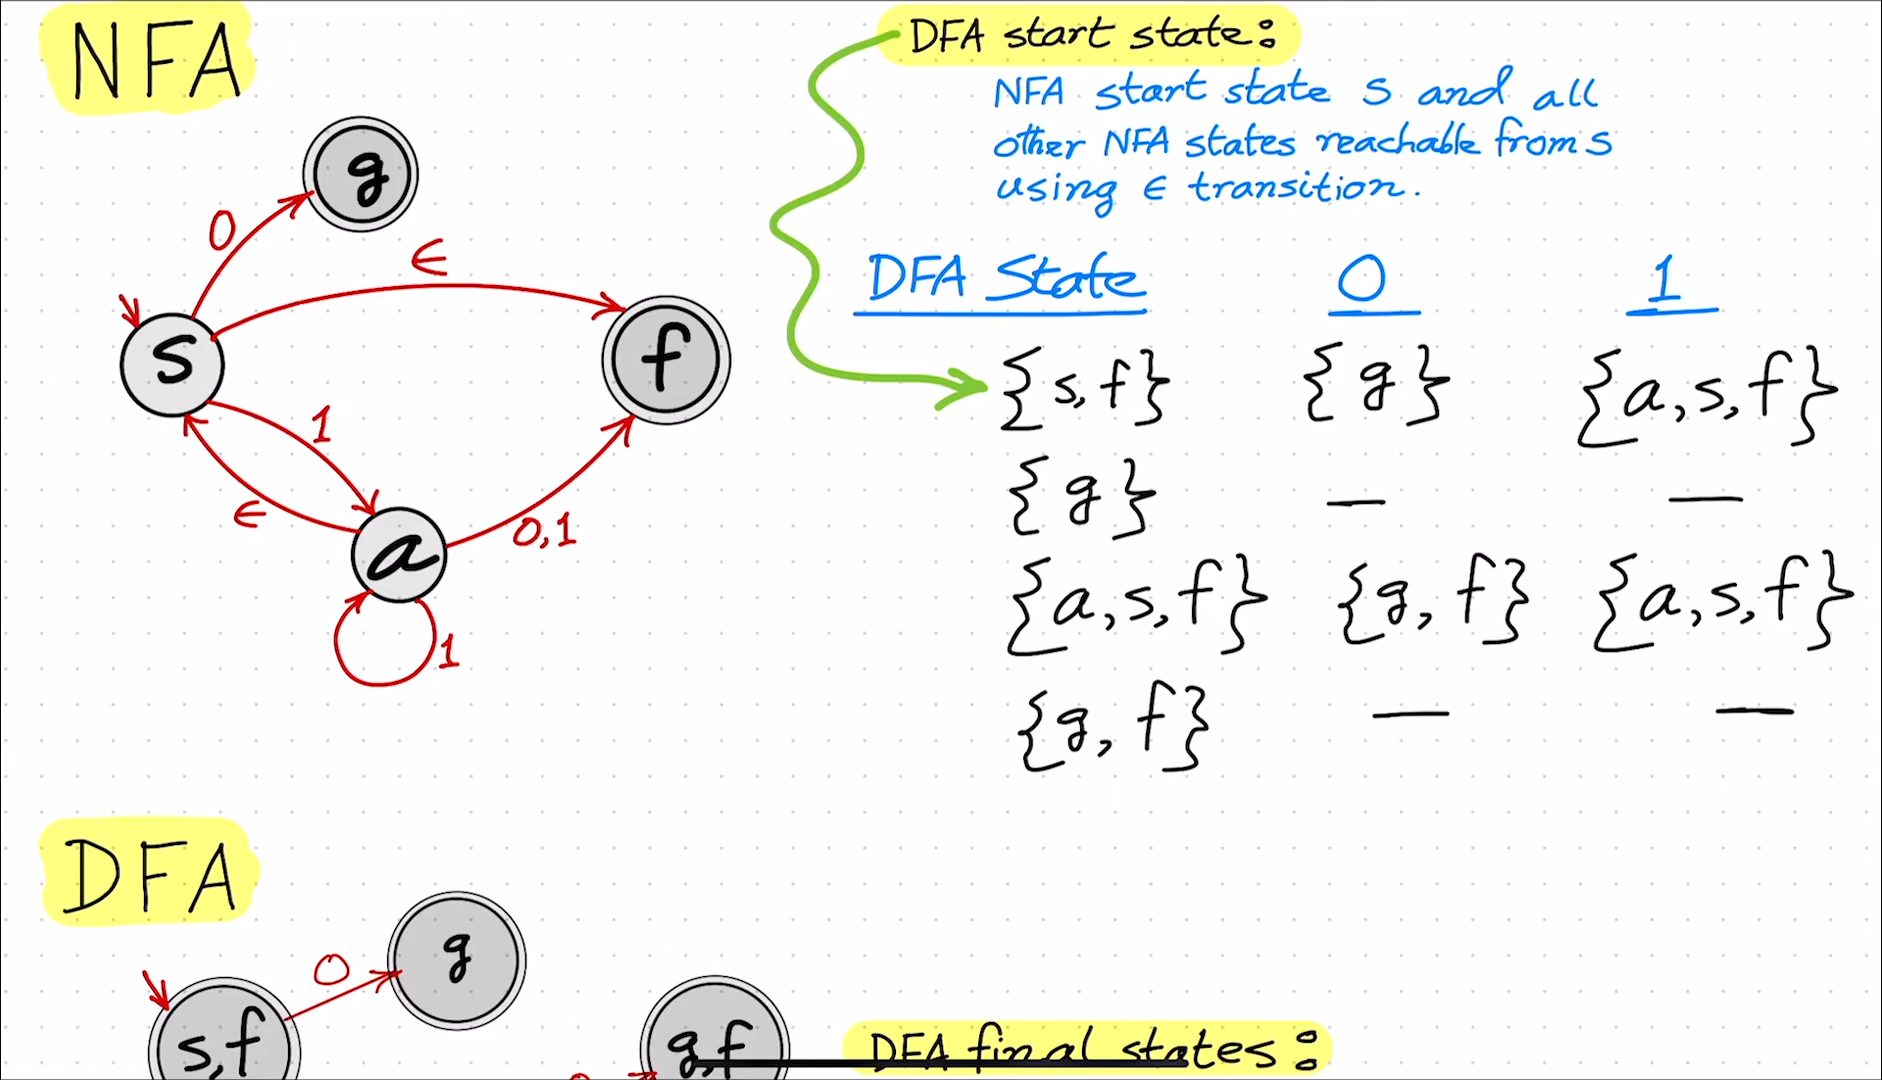 NFA
g
0
ϵ
s
f
1
ϵ
a
0,1
1
DFA start state:
NFA start state s and all
other NFA states reachable from s
using ϵ transition.
DFA State 0 1
{s,f} {g} {a,s,f}
{g} — —
{a,s,f} {g,f} {a,s,f}
{g,f} — —
DFA
g
0
s,f
g,f
DFA final states: